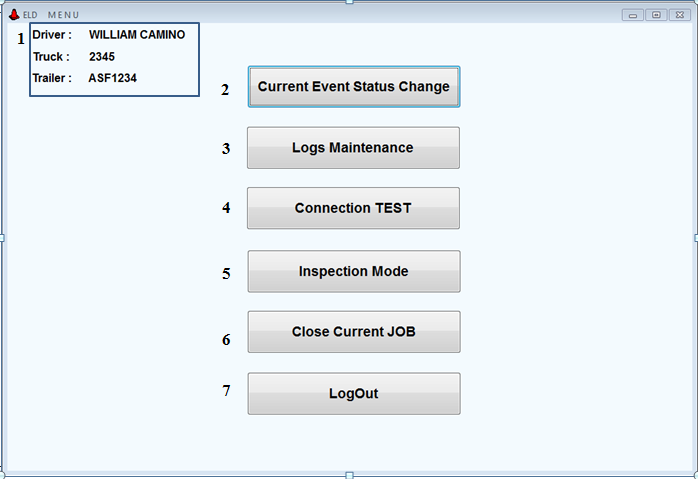 ELD MENU
1 Driver : WILLIAM CAMINO
Truck : 2345
Trailer : ASF1234
2 Current Event Status Change
3 Logs Maintenance
4 Connection TEST
5 Inspection Mode
6 Close Current JOB
7 LogOut